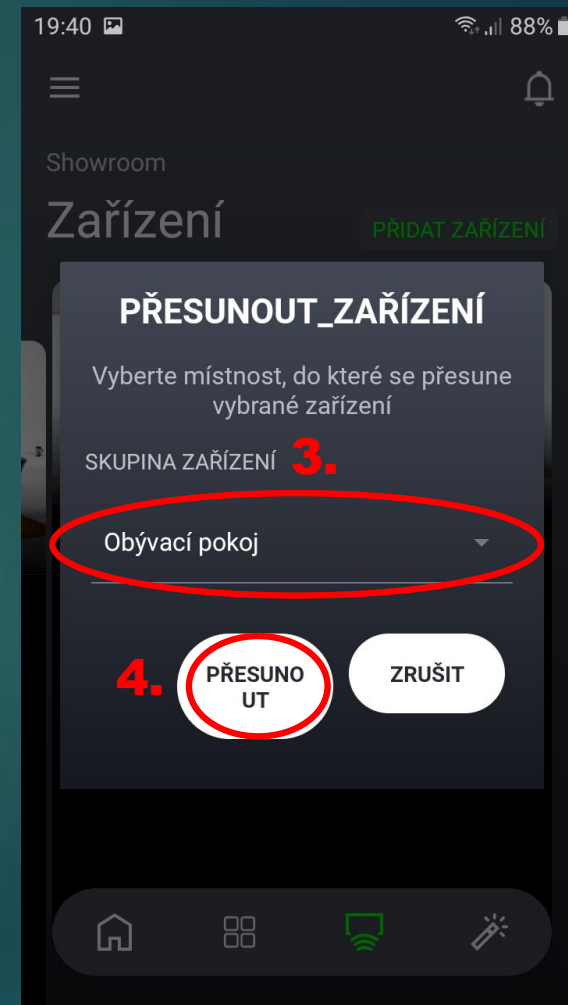 19:40 88%
Showroom
Zařízení
PŘIDAT ZAŘÍZENÍ
PŘESUNOUT_ZAŘÍZENÍ
Vyberte místnost, do které se přesune
vybrané zařízení
SKUPINA ZAŘÍZENÍ 3.
Obývací pokoj
4.
PŘESUNO
UT
ZRUŠIT